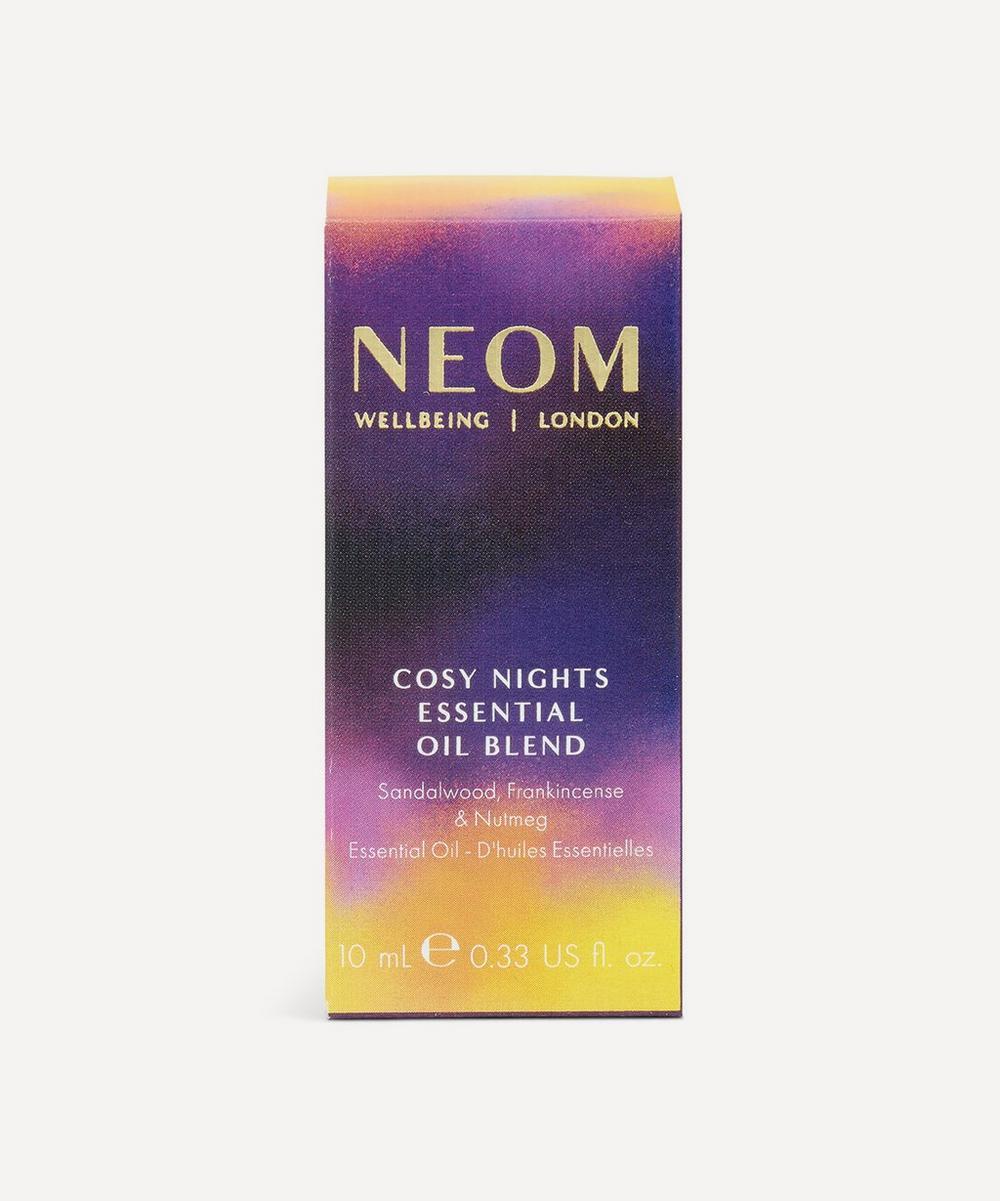 NEOM
WELLBEING | LONDON
COSY NIGHTS
ESSENTIAL
OIL BLEND
Sandalwood, Frankincense
& Nutmeg
Essential Oil - D'huiles Essentielles
10 mL ℮ 0.33 US fl. oz.